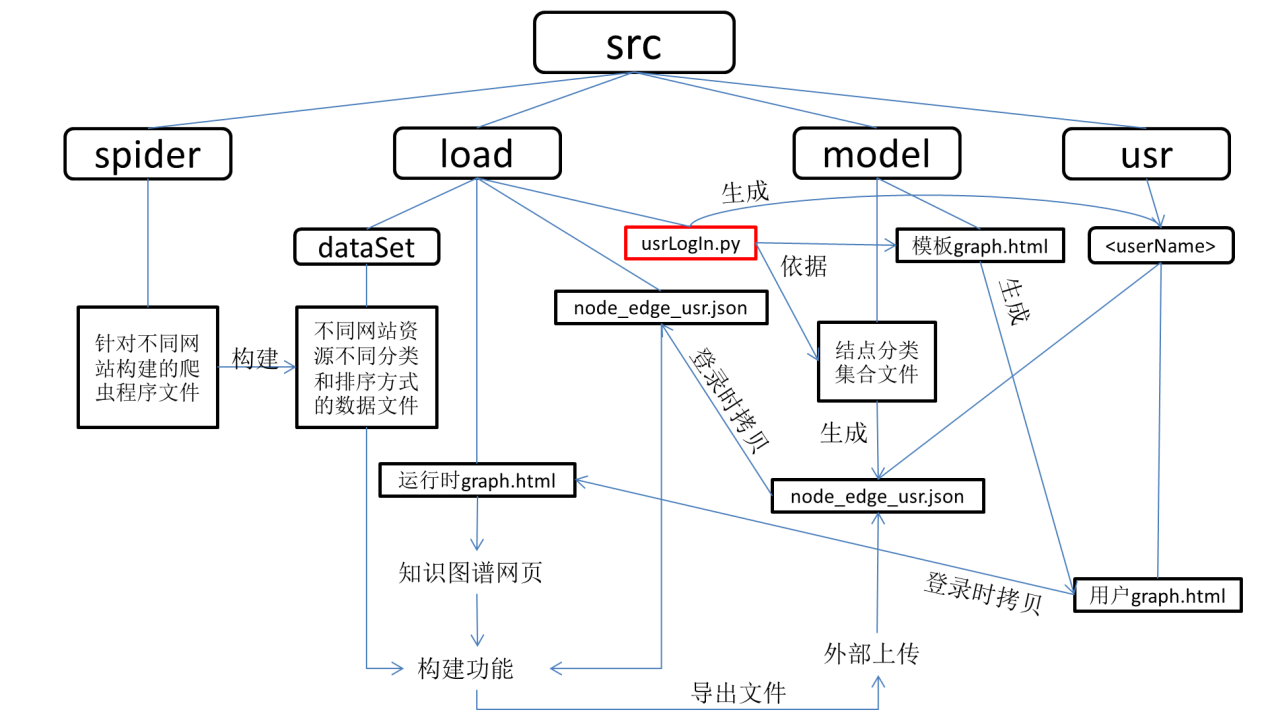 src
spider
load
model
usr
生成
dataSet
usrLogIn.py
模板graph.html
<userName>
依据
生成
node_edge_usr.json
针对不同网
站构建的爬
虫程序文件
构建
不同网站资
源不同分类
和排序方式
的数据文件
登录时拷贝
结点分类
集合文件
生成
运行时graph.html
node_edge_usr.json
知识图谱网页
登录时拷贝
用户graph.html
构建功能
外部上传
导出文件